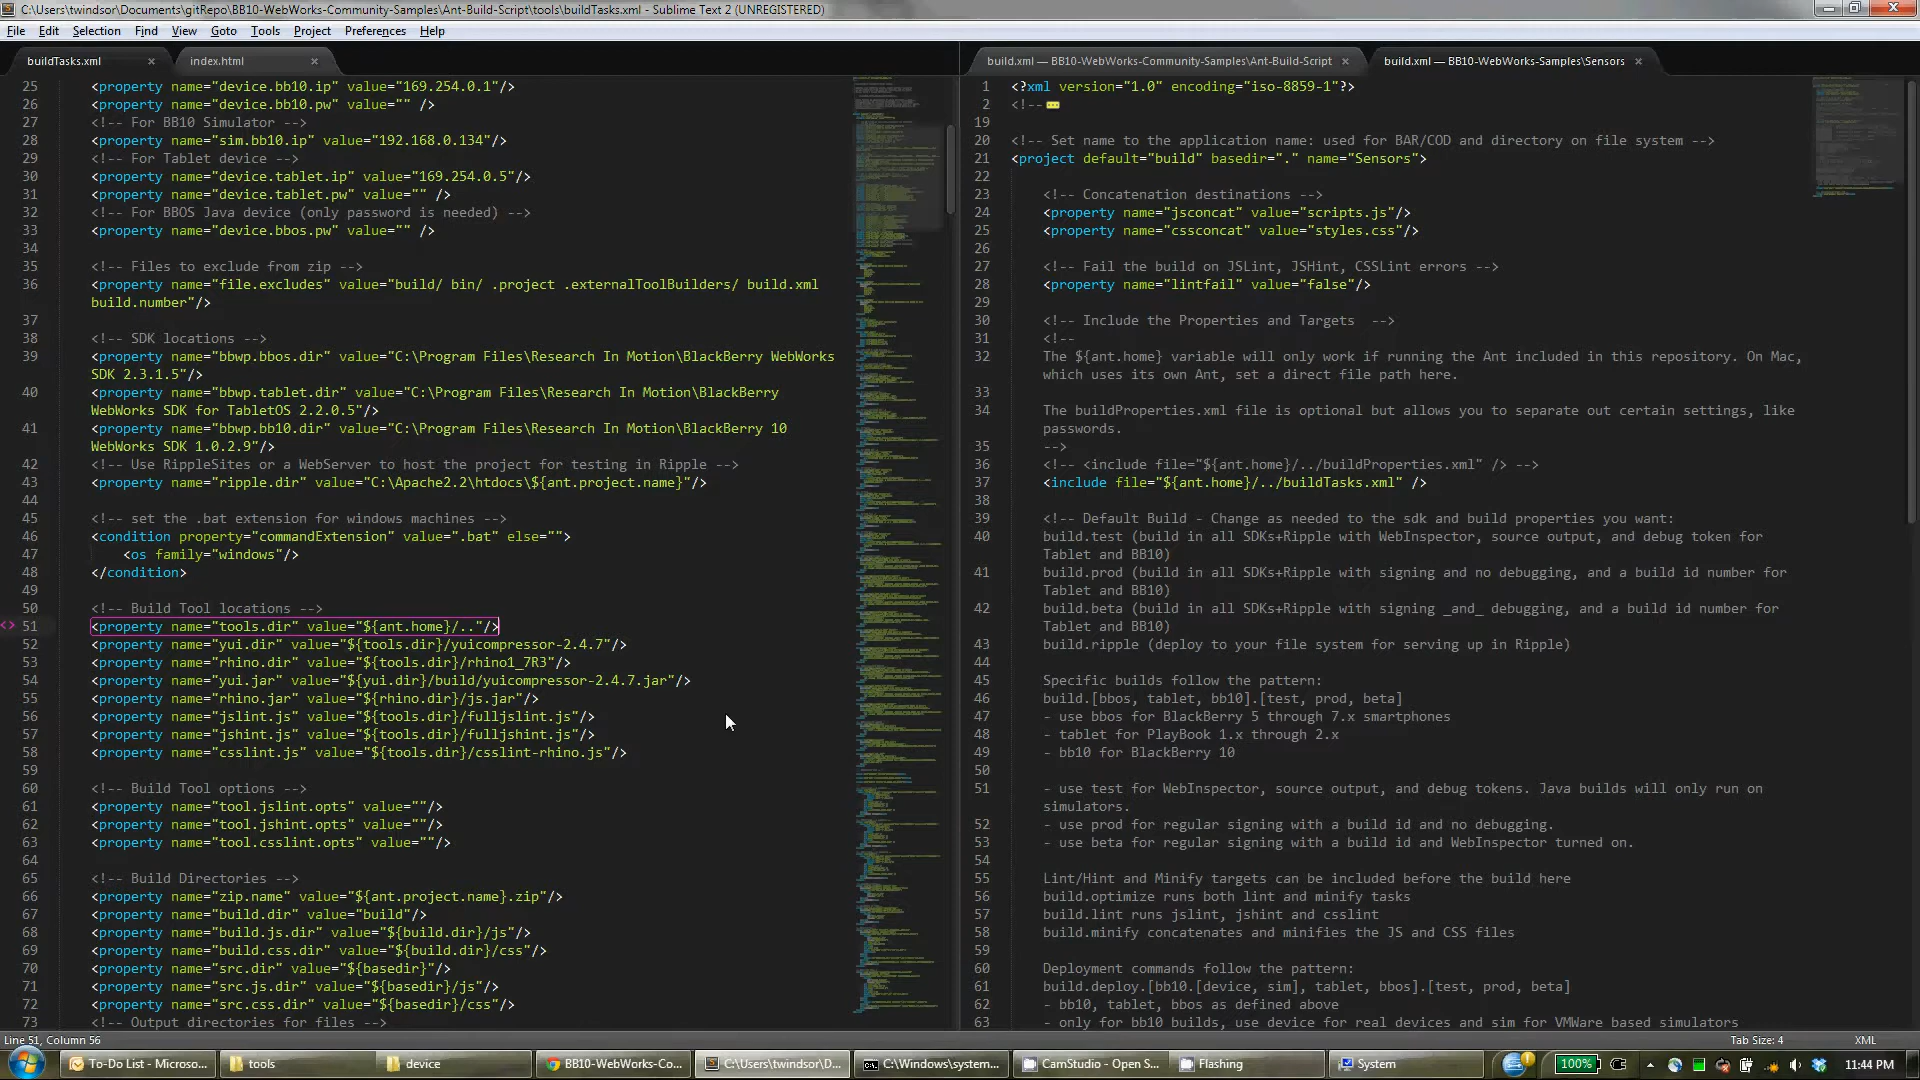 C:\Users\twindsor\Documents\gitRepo\BB10-WebWorks-Community-Samples\Ant-Build-Script\tools\buildTasks.xml - Sublime Text 2 (UNREGISTERED)
File Edit Selection Find View Goto Tools Project Preferences Help
buildTasks.xml × index.html ×
25 <property name="device.bb10.ip" value="169.254.0.1"/>
26 <property name="device.bb10.pw" value="" />
27 <!-- For BB10 Simulator -->
28 <property name="sim.bb10.ip" value="192.168.0.134"/>
29 <!-- For Tablet device -->
30 <property name="device.tablet.ip" value="169.254.0.5"/>
31 <property name="device.tablet.pw" value="" />
32 <!-- For BBOS Java device (only password is needed) -->
33 <property name="device.bbos.pw" value="" />
34
35 <!-- Files to exclude from zip -->
36 <property name="file.excludes" value="build/ bin/ .project .externalToolBuilders/ build.xml
build.number"/>
37
38 <!-- SDK locations -->
39 <property name="bbwp.bbos.dir" value="C:\Program Files\Research In Motion\BlackBerry WebWorks
SDK 2.3.1.5"/>
40 <property name="bbwp.tablet.dir" value="C:\Program Files\Research In Motion\BlackBerry
WebWorks SDK for TabletOS 2.2.0.5"/>
41 <property name="bbwp.bb10.dir" value="C:\Program Files\Research In Motion\BlackBerry 10
WebWorks SDK 1.0.2.9"/>
42 <!-- Use RippleSites or a WebServer to host the project for testing in Ripple -->
43 <property name="ripple.dir" value="C:\Apache2.2\htdocs\${ant.project.name}"/>
44
45 <!-- set the .bat extension for windows machines -->
46 <condition property="commandExtension" value=".bat" else="">
47 <os family="windows"/>
48 </condition>
49
50 <!-- Build Tool locations -->
51 <property name="tools.dir" value="${ant.home}/.."/>
52 <property name="yui.dir" value="${tools.dir}/yuicompressor-2.4.7"/>
53 <property name="rhino.dir" value="${tools.dir}/rhino1_7R3"/>
54 <property name="yui.jar" value="${yui.dir}/build/yuicompressor-2.4.7.jar"/>
55 <property name="rhino.jar" value="${rhino.dir}/js.jar"/>
56 <property name="jslint.js" value="${tools.dir}/fulljslint.js"/>
57 <property name="jshint.js" value="${tools.dir}/fulljshint.js"/>
58 <property name="csslint.js" value="${tools.dir}/csslint-rhino.js"/>
59
60 <!-- Build Tool options -->
61 <property name="tool.jslint.opts" value=""/>
62 <property name="tool.jshint.opts" value=""/>
63 <property name="tool.csslint.opts" value=""/>
64
65 <!-- Build Directories -->
66 <property name="zip.name" value="${ant.project.name}.zip"/>
67 <property name="build.dir" value="build"/>
68 <property name="build.js.dir" value="${build.dir}/js"/>
69 <property name="build.css.dir" value="${build.dir}/css"/>
70 <property name="src.dir" value="${basedir}"/>
71 <property name="src.js.dir" value="${basedir}/js"/>
72 <property name="src.css.dir" value="${basedir}/css"/>
73 <!-- Output directories for files -->
build.xml — BB10-WebWorks-Community-Samples\Ant-Build-Script × build.xml — BB10-WebWorks-Samples\Sensors ×
1 <?xml version="1.0" encoding="iso-8859-1"?>
2 <!--
19
20 <!-- Set name to the application name: used for BAR/COD and directory on file system -->
21 <project default="build" basedir="." name="Sensors">
22
23 <!-- Concatenation destinations -->
24 <property name="jsconcat" value="scripts.js"/>
25 <property name="cssconcat" value="styles.css"/>
26
27 <!-- Fail the build on JSLint, JSHint, CSSLint errors -->
28 <property name="lintfail" value="false"/>
29
30 <!-- Include the Properties and Targets -->
31 <!--
32 The ${ant.home} variable will only work if running the Ant included in this repository. On Mac,
which uses its own Ant, set a direct file path here.
33
34 The buildProperties.xml file is optional but allows you to separate out certain settings, like
passwords.
35 -->
36 <!-- <include file="${ant.home}/../buildProperties.xml" /> -->
37 <include file="${ant.home}/../buildTasks.xml" />
38
39 <!-- Default Build - Change as needed to the sdk and build properties you want:
40 build.test (build in all SDKs+Ripple with WebInspector, source output, and debug token for
Tablet and BB10)
41 build.prod (build in all SDKs+Ripple with signing and no debugging, and a build id number for
Tablet and BB10)
42 build.beta (build in all SDKs+Ripple with signing _and_ debugging, and a build id number for
Tablet and BB10)
43 build.ripple (deploy to your file system for serving up in Ripple)
44
45 Specific builds follow the pattern:
46 build.[bbos, tablet, bb10].[test, prod, beta]
47 - use bbos for BlackBerry 5 through 7.x smartphones
48 - tablet for PlayBook 1.x through 2.x
49 - bb10 for BlackBerry 10
50
51 - use test for WebInspector, source output, and debug tokens. Java builds will only run on
simulators.
52 - use prod for regular signing with a build id and no debugging.
53 - use beta for regular signing with a build id and WebInspector turned on.
54
55 Lint/Hint and Minify targets can be included before the build here
56 build.optimize runs both lint and minify tasks
57 build.lint runs jslint, jshint and csslint
58 build.minify concatenates and minifies the JS and CSS files
59
60 Deployment commands follow the pattern:
61 build.deploy.[bb10.[device, sim], tablet, bbos].[test, prod, beta]
62 - bb10, tablet, bbos as defined above
63 - only for bb10 builds, use device for real devices and sim for VMWare based simulators
Line 51, Column 56 Tab Size: 4 XML
To-Do List - Microso... tools device BB10-WebWorks-Co... C:\Users\twindsor\D... C:\Windows\system... CamStudio - Open S... Flashing System 100% 11:44 PM